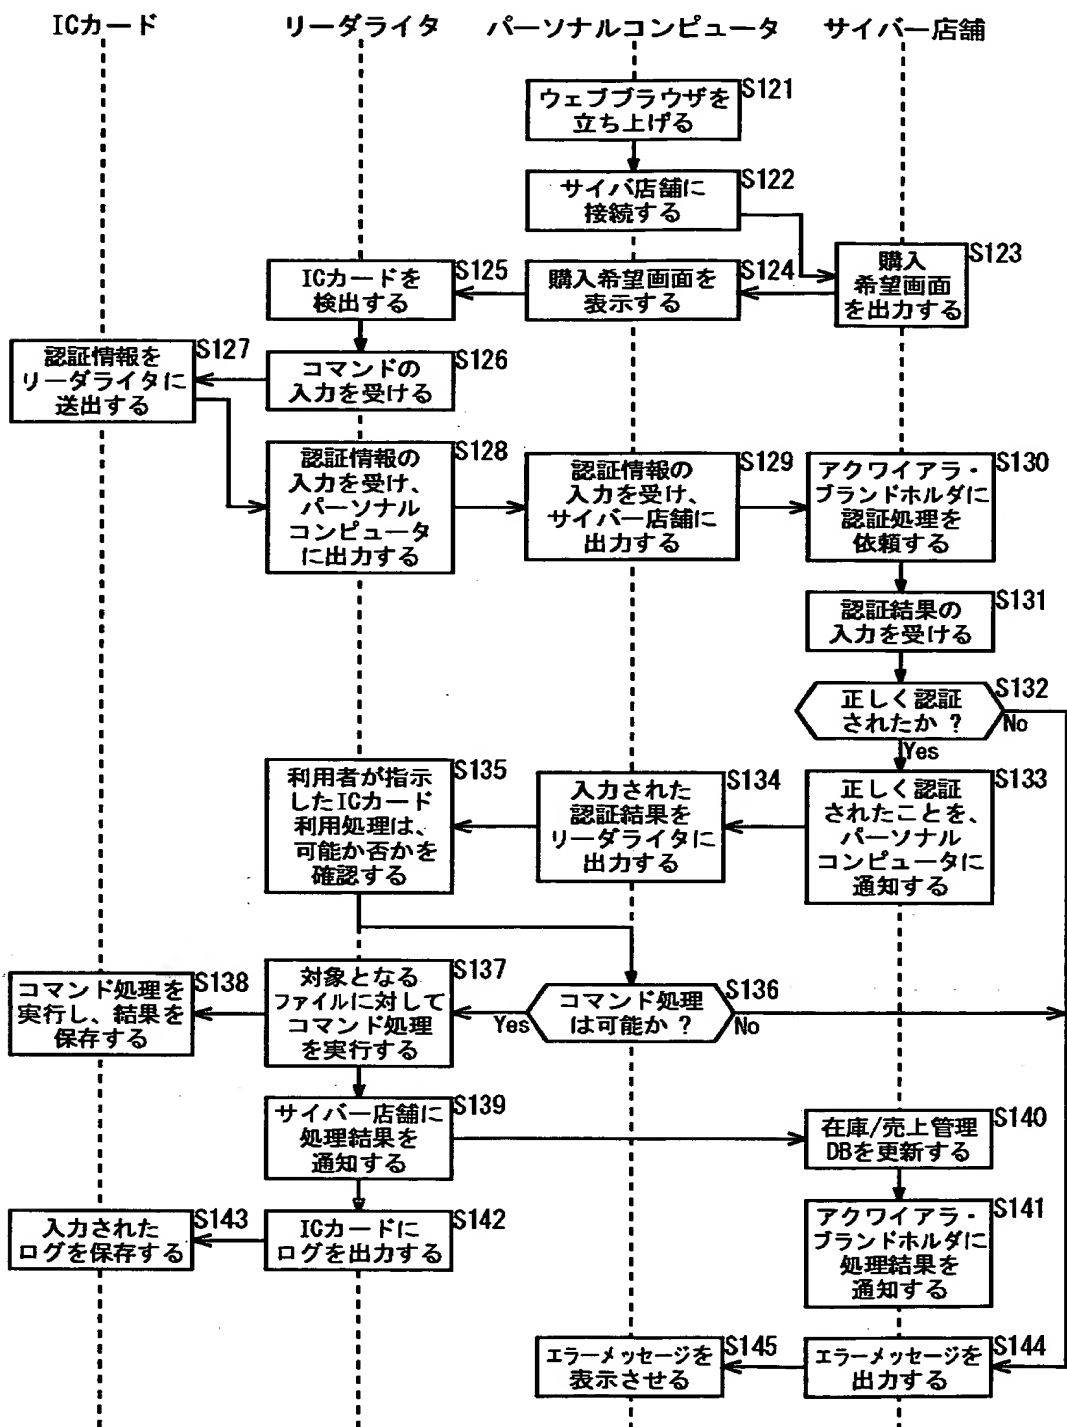 ICカード
リーダライタ
パーソナルコンピュータ
サイバー店舗
S121
ウェブブラウザを
立ち上げる
S122
サイバ店舗に
接続する
S123
購入
希望画面
を出力する
S124
購入希望画面を
表示する
S125
ICカードを
検出する
S126
コマンドの
入力を受ける
S127
認証情報を
リーダライタに
送出する
S128
認証情報の
入力を受け、
パーソナル
コンピュータ
に出力する
S129
認証情報の
入力を受け、
サイバー店舗に
出力する
S130
アクワイアラ・
ブランドホルダに
認証処理を
依頼する
S131
認証結果の
入力を受ける
S132
正しく認証
されたか?
No
Yes
S133
正しく認証
されたことを、
パーソナル
コンピュータに
通知する
S134
入力された
認証結果を
リーダライタに
出力する
S135
利用者が指示
したICカード
利用処理は、
可能か否かを
確認する
S136
コマンド処理
は可能か?
Yes
No
S137
対象となる
ファイルに対して
コマンド処理
を実行する
S138
コマンド処理を
実行し、結果を
保存する
S139
サイバー店舗に
処理結果を
通知する
S140
在庫/売上管理
DBを更新する
S141
アクワイアラ・
ブランドホルダに
処理結果を
通知する
S142
ICカードに
ログを出力する
S143
入力された
ログを保存する
S144
エラーメッセージを
出力する
S145
エラーメッセージを
表示させる